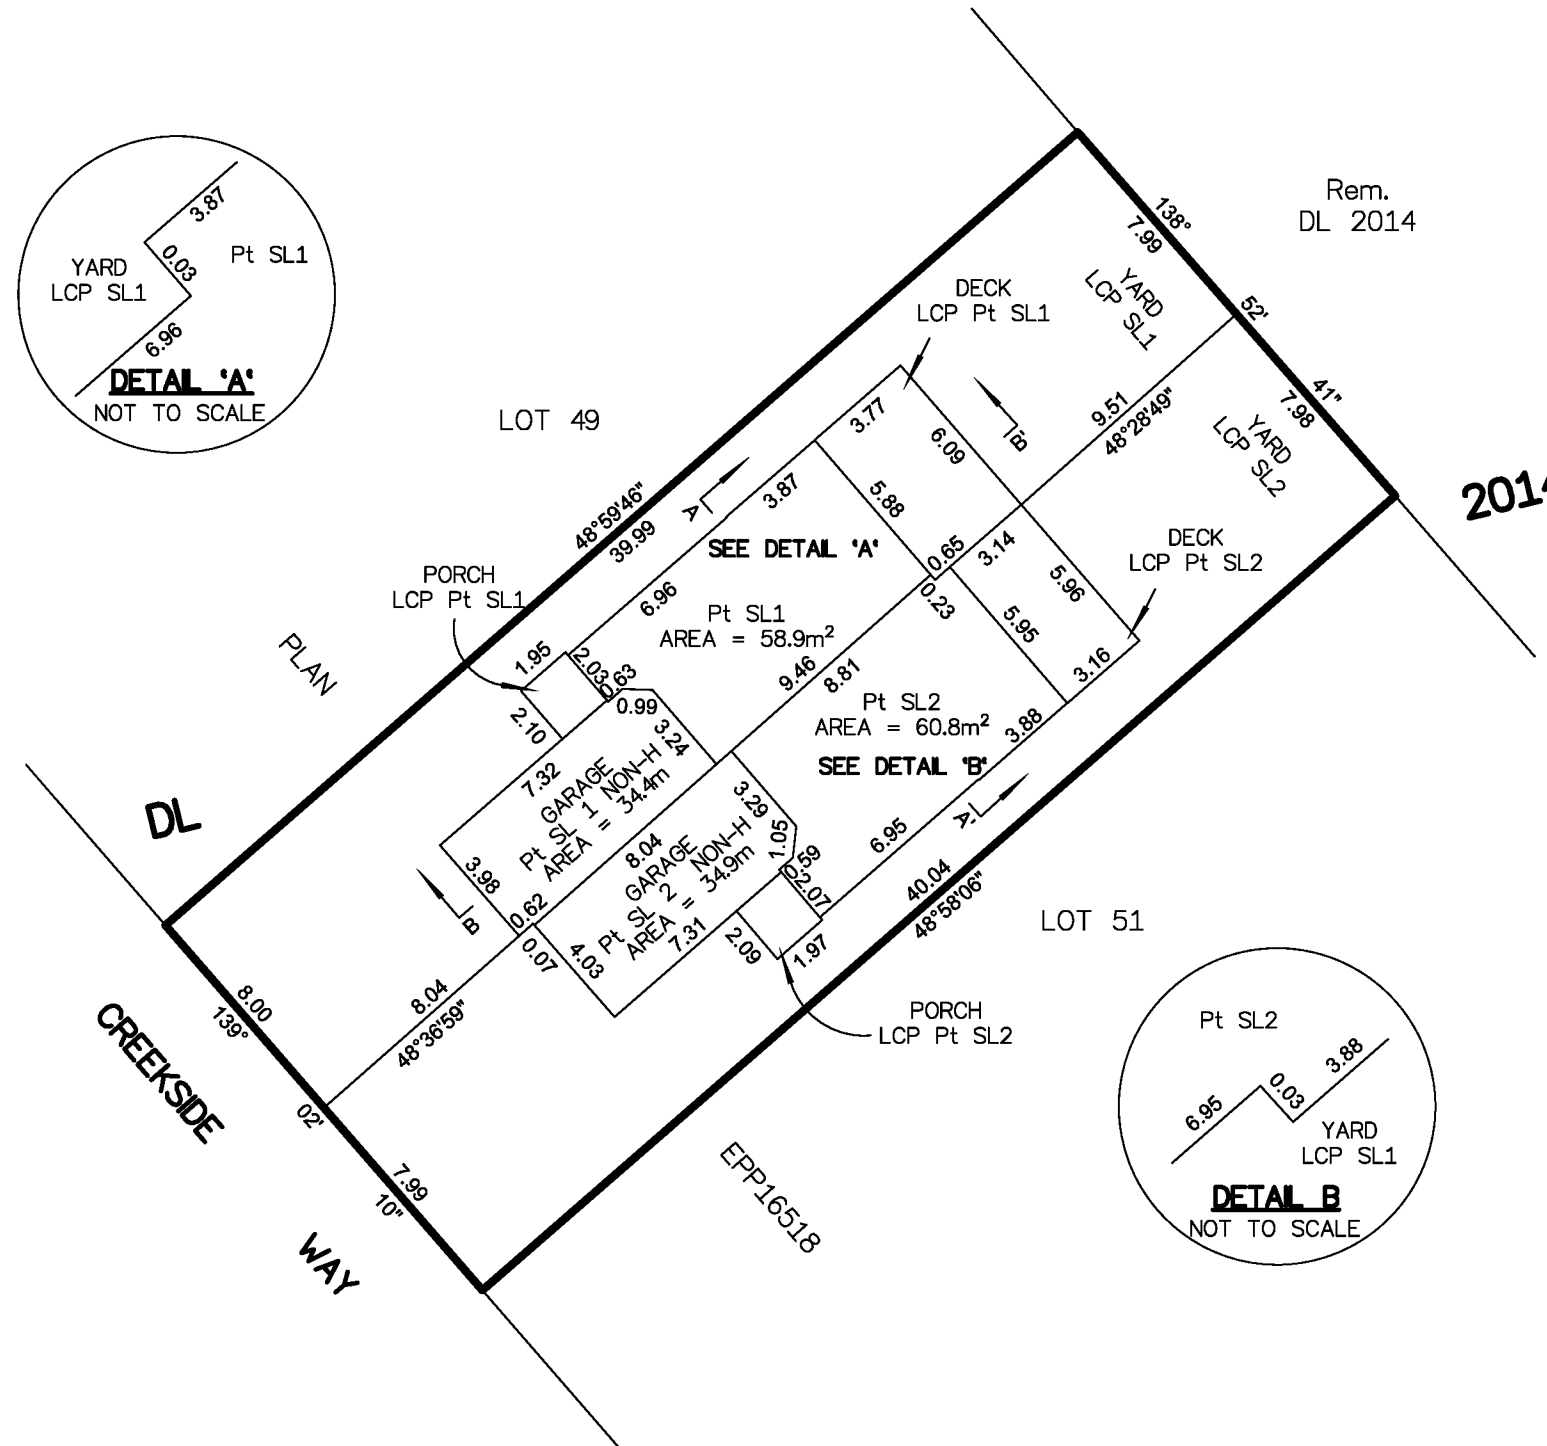 Rem.
DL 2014
138°
7.99
52'
41"
7.98
YARD
LCP SL1
YARD
LCP SL2
3.87
0.03
Pt SL1
YARD
LCP SL1
6.96
DETAIL 'A'
NOT TO SCALE
DECK
LCP Pt SL1
LOT 49
3.77
6.09
B'
9.51
48°28'49"
48°59'46"
39.99
A
3.87
5.88
SEE DETAIL 'A'
0.65
3.14
0.23
5.96
DECK
LCP Pt SL2
PORCH
LCP Pt SL1
6.96
Pt SL1
AREA = 58.9m²
5.95
3.16
PLAN
1.95
2.03
0.63
0.99
2.10
3.24
9.46
8.81
Pt SL2
AREA = 60.8m²
SEE DETAIL 'B'
3.88
7.32
GARAGE
Pt SL 1 NON-H
AREA = 34.4m
3.29
1.05
0.59
2.07
6.95
A'
DL
3.98
8.04
GARAGE
Pt SL 2 NON-H
AREA = 34.9m
40.04
48°58'06"
B
0.62
0.07
4.03
7.31
2.09
1.97
LOT 51
PORCH
LCP Pt SL2
8.00
139°
8.04
48°36'59"
02'
7.99
10"
CREEKSIDE
WAY
EPP16518
Pt SL2
6.95
0.03
3.88
YARD
LCP SL1
DETAIL B
NOT TO SCALE